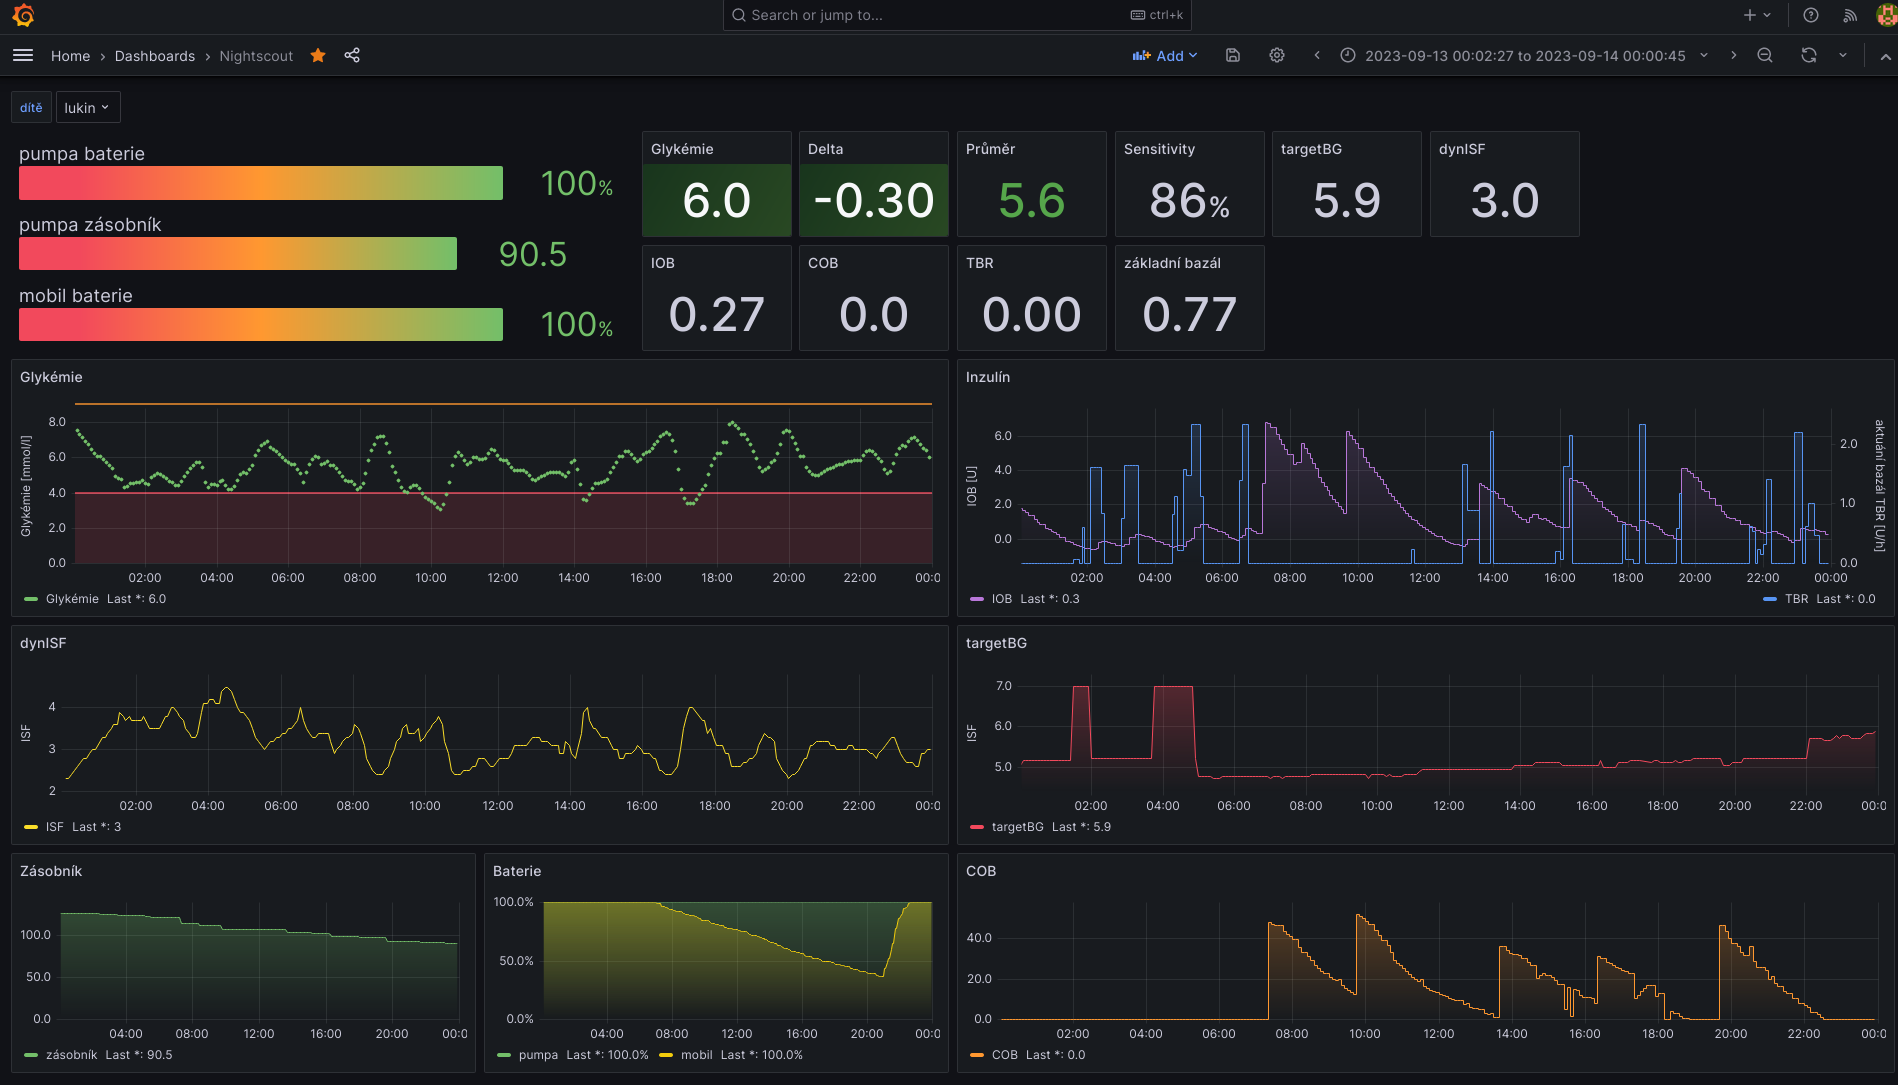 Search or jump to...
ctrl+k
Home › Dashboards › Nightscout
Add
2023-09-13 00:02:27 to 2023-09-14 00:00:45
dítě
lukin
pumpa baterie
100%
pumpa zásobník
90.5
mobil baterie
100%
Glykémie
6.0
Delta
-0.30
Průměr
5.6
Sensitivity
86%
targetBG
5.9
dynISF
3.0
IOB
0.27
COB
0.0
TBR
0.00
základní bazál
0.77
Glykémie
Glykémie [mmol/l]
8.0
6.0
4.0
2.0
0.0
02:00 04:00 06:00 08:00 10:00 12:00 14:00 16:00 18:00 20:00 22:00 00:0
Glykémie Last *: 6.0
Inzulín
IOB [U]
6.0
4.0
2.0
0.0
2.0
1.0
0.0
aktuání bazál TBR [U/h]
02:00 04:00 06:00 08:00 10:00 12:00 14:00 16:00 18:00 20:00 22:00 00:00
IOB Last *: 0.3
TBR Last *: 0.0
dynISF
ISF
4
3
2
02:00 04:00 06:00 08:00 10:00 12:00 14:00 16:00 18:00 20:00 22:00 00:0
ISF Last *: 3
targetBG
ISF
7.0
6.0
5.0
02:00 04:00 06:00 08:00 10:00 12:00 14:00 16:00 18:00 20:00 22:00 00:0
targetBG Last *: 5.9
Zásobník
100.0
50.0
0.0
04:00 08:00 12:00 16:00 20:00 00:0
zásobník Last *: 90.5
Baterie
100.0%
50.0%
0.0%
04:00 08:00 12:00 16:00 20:00 00:0
pumpa Last *: 100.0% mobil Last *: 100.0%
COB
40.0
20.0
0.0
02:00 04:00 06:00 08:00 10:00 12:00 14:00 16:00 18:00 20:00 22:00 00:0
COB Last *: 0.0